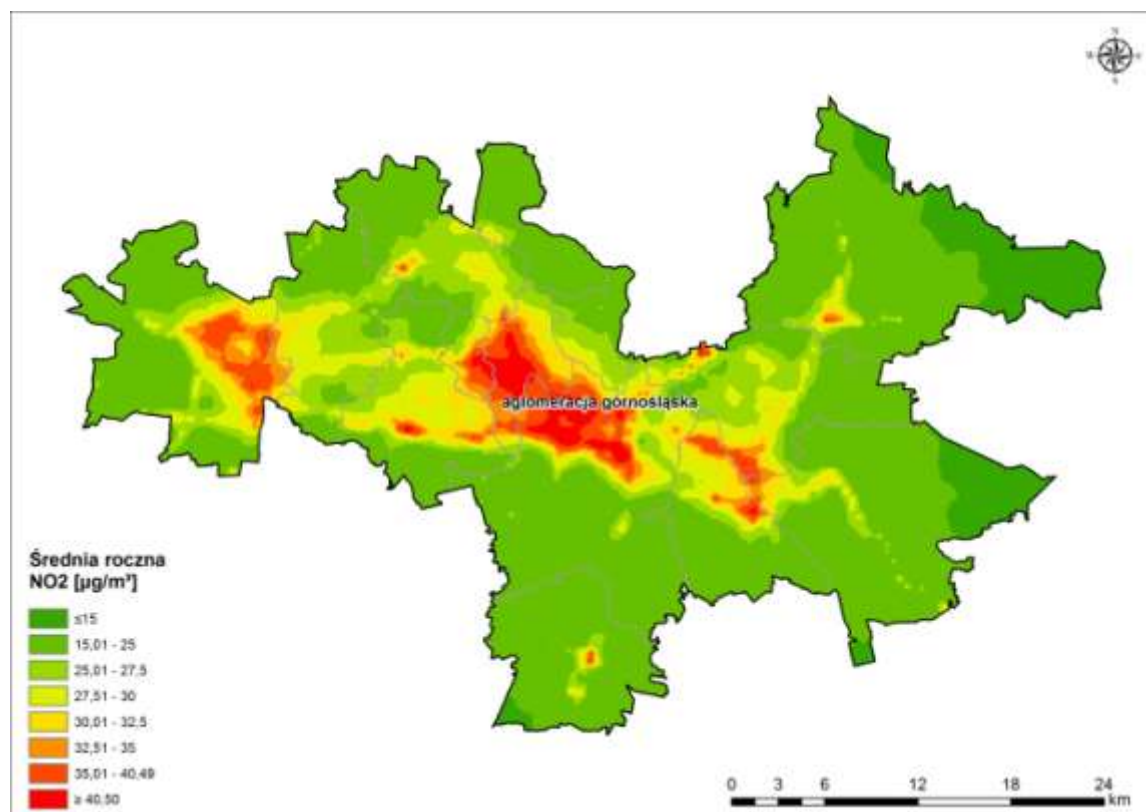 N
W
E
S
aglomeracja górnośląska
Średnia roczna
NO2 [µg/m³]
≤15
15,01 - 25
25,01 - 27,5
27,51 - 30
30,01 - 32,5
32,51 - 35
35,01 - 40,49
≥ 40,50
0 3 6 12 18 24
km